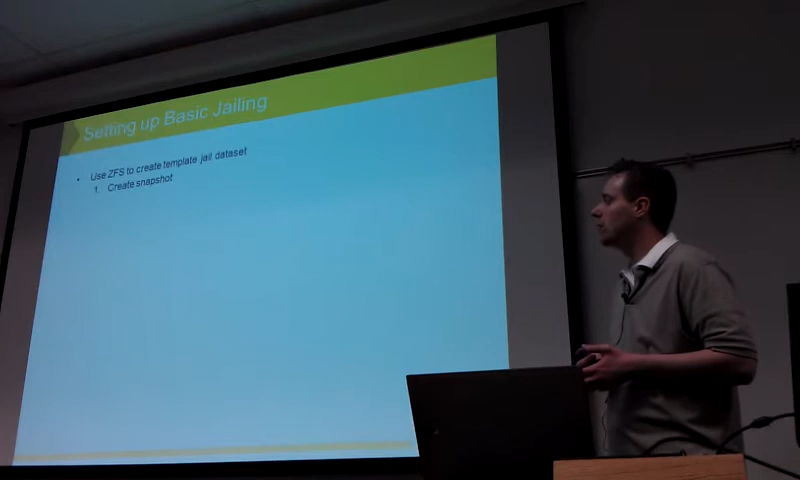 Setting up Basic Jailing
• Use ZFS to create template jail dataset
1. Create snapshot